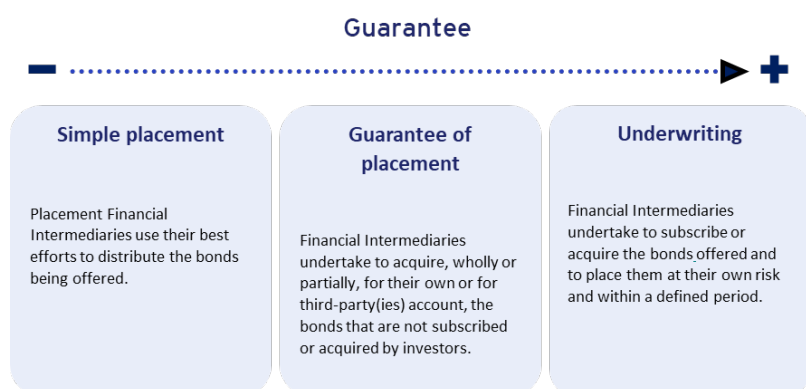 Guarantee
Simple placement
Placement Financial
Intermediaries use their best
efforts to distribute the bonds
being offered.
Guarantee of
placement
Financial Intermediaries
undertake to acquire, wholly or
partially, for their own or for
third-party(ies) account, the
bonds that are not subscribed
or acquired by investors.
Underwriting
Financial Intermediaries
undertake to subscribe or
acquire the bonds offered and
to place them at their own risk
and within a defined period.